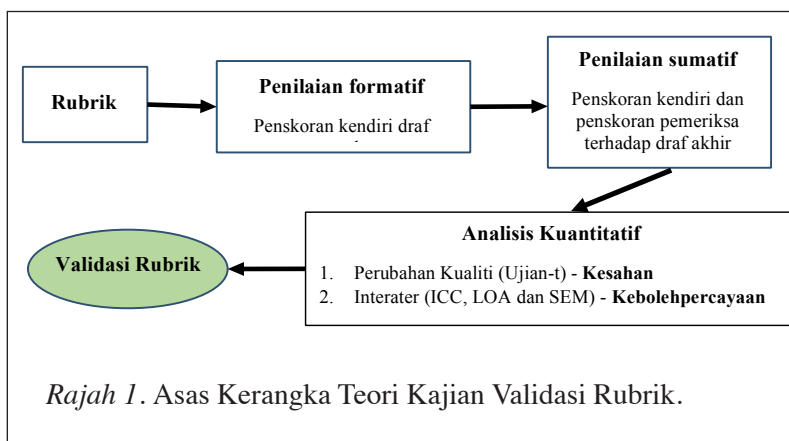 Rubrik
Penilaian formatif
Penskoran kendiri draf
Penilaian sumatif
Penskoran kendiri dan
penskoran pemeriksa
terhadap draf akhir
Analisis Kuantitatif
1. Perubahan Kualiti (Ujian-t) - Kesahan
2. Interater (ICC, LOA dan SEM) - Kebolehpercayaan
Validasi Rubrik
Rajah 1. Asas Kerangka Teori Kajian Validasi Rubrik.